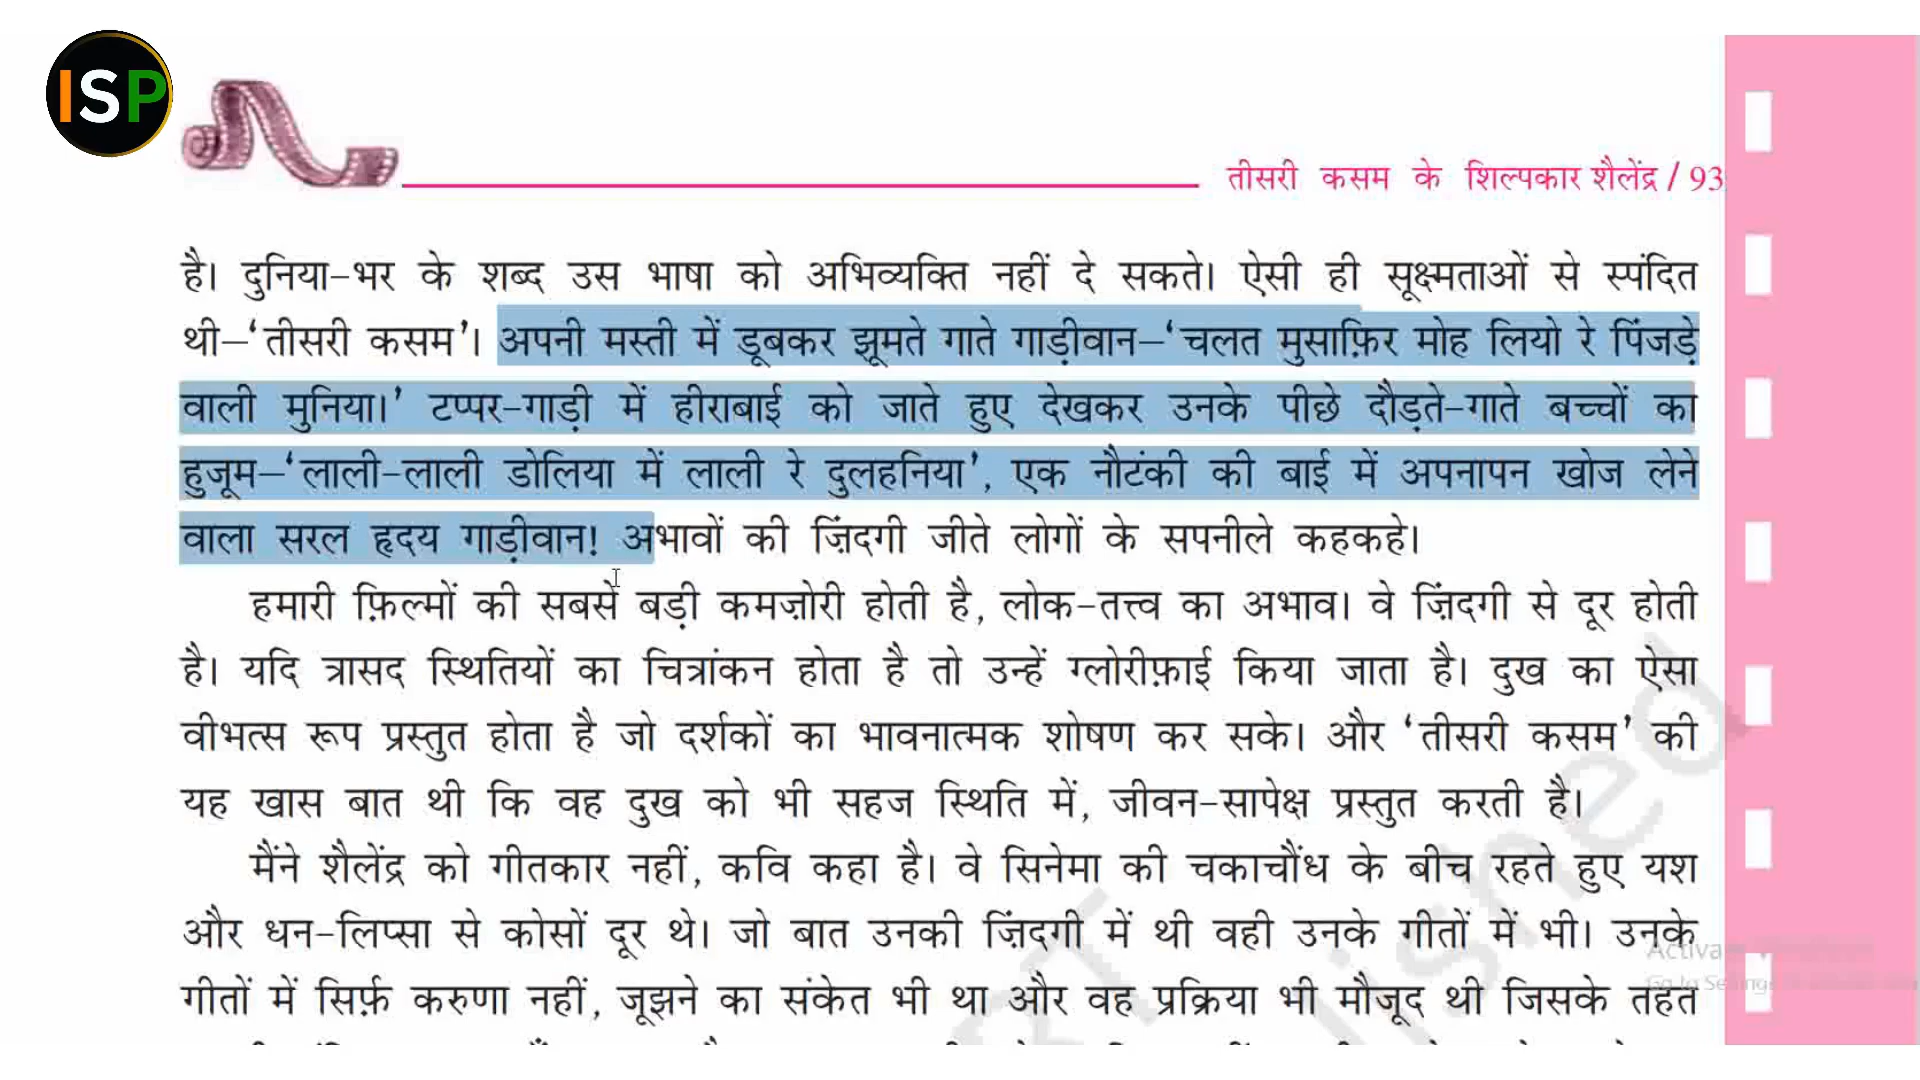 ISP
तीसरी कसम के शिल्पकार शैलेंद्र / 93
है। दुनिया-भर के शब्द उस भाषा को अभिव्यक्ति नहीं दे सकते। ऐसी ही सूक्ष्मताओं से स्पंदित
थी–‘तीसरी कसम’। अपनी मस्ती में डूबकर झूमते गाते गाड़ीवान–‘चलत मुसाफ़िर मोह लियो रे पिंजड़े
वाली मुनिया।’ टप्पर-गाड़ी में हीराबाई को जाते हुए देखकर उनके पीछे दौड़ते-गाते बच्चों का
हुजूम–‘लाली-लाली डोलिया में लाली रे दुलहनिया’, एक नौटंकी की बाई में अपनापन खोज लेने
वाला सरल हृदय गाड़ीवान! अभावों की ज़िंदगी जीते लोगों के सपनीले कहकहे।
हमारी फ़िल्मों की सबसे बड़ी कमज़ोरी होती है, लोक-तत्त्व का अभाव। वे ज़िंदगी से दूर होती
है। यदि त्रासद स्थितियों का चित्रांकन होता है तो उन्हें ग्लोरीफ़ाई किया जाता है। दुख का ऐसा
वीभत्स रूप प्रस्तुत होता है जो दर्शकों का भावनात्मक शोषण कर सके। और ‘तीसरी कसम’ की
यह खास बात थी कि वह दुख को भी सहज स्थिति में, जीवन-सापेक्ष प्रस्तुत करती है।
मैंने शैलेंद्र को गीतकार नहीं, कवि कहा है। वे सिनेमा की चकाचौंध के बीच रहते हुए यश
और धन-लिप्सा से कोसों दूर थे। जो बात उनकी ज़िंदगी में थी वही उनके गीतों में भी। उनके
गीतों में सिर्फ़ करुणा नहीं, जूझने का संकेत भी था और वह प्रक्रिया भी मौजूद थी जिसके तहत